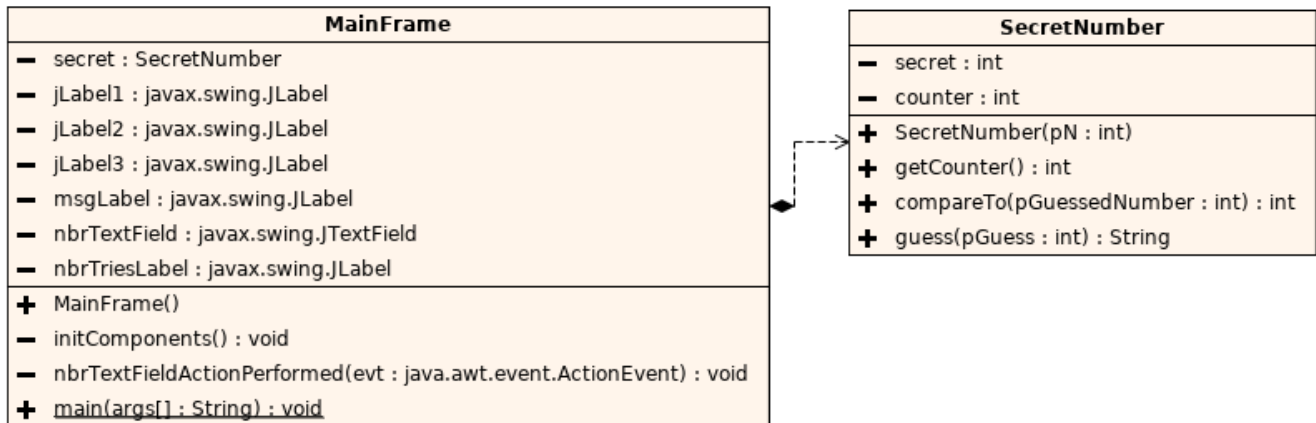 MainFrame
- secret : SecretNumber
- jLabel1 : javax.swing.JLabel
- jLabel2 : javax.swing.JLabel
- jLabel3 : javax.swing.JLabel
- msgLabel : javax.swing.JLabel
- nbrTextField : javax.swing.JTextField
- nbrTriesLabel : javax.swing.JLabel
+ MainFrame()
- initComponents() : void
- nbrTextFieldActionPerformed(evt : java.awt.event.ActionEvent) : void
+ main(args[] : String) : void
SecretNumber
- secret : int
- counter : int
+ SecretNumber(pN : int)
+ getCounter() : int
+ compareTo(pGuessedNumber : int) : int
+ guess(pGuess : int) : String